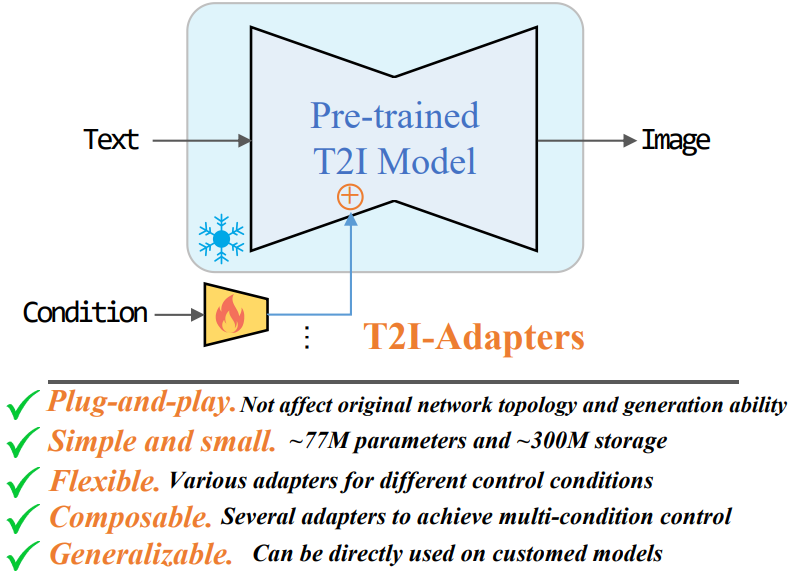 Pre-trained
T2I Model
Text
Image
Condition
T2I-Adapters
Plug-and-play. Not affect original network topology and generation ability
Simple and small. ~77M parameters and ~300M storage
Flexible. Various adapters for different control conditions
Composable. Several adapters to achieve multi-condition control
Generalizable. Can be directly used on customed models